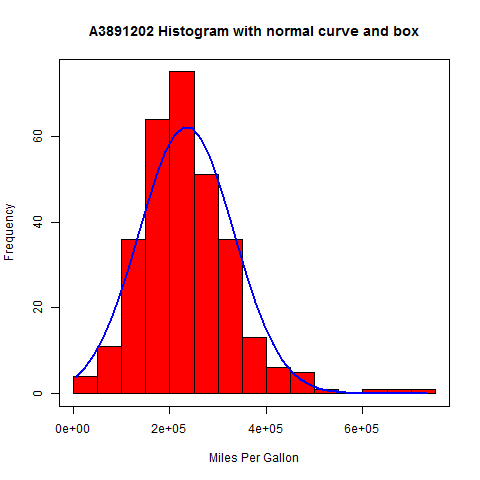 A3891202 Histogram with normal curve and box
Frequency
60
40
20
0
0e+00 2e+05 4e+05 6e+05
Miles Per Gallon